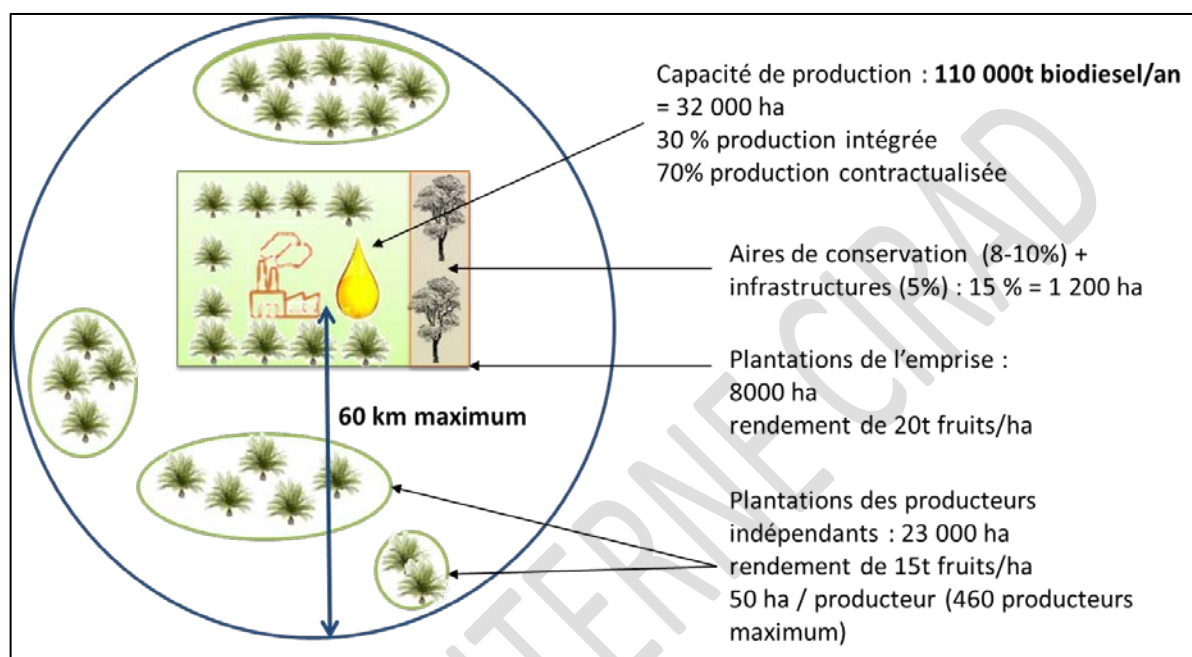 Capacité de production : 110 000t biodiesel/an
= 32 000 ha
30 % production intégrée
70% production contractualisée
Aires de conservation (8-10%) +
infrastructures (5%) : 15 % = 1 200 ha
Plantations de l’emprise :
8000 ha
rendement de 20t fruits/ha
60 km maximum
Plantations des producteurs
indépendants : 23 000 ha
rendement de 15t fruits/ha
50 ha / producteur (460 producteurs
maximum)
INTERNE CIRAD